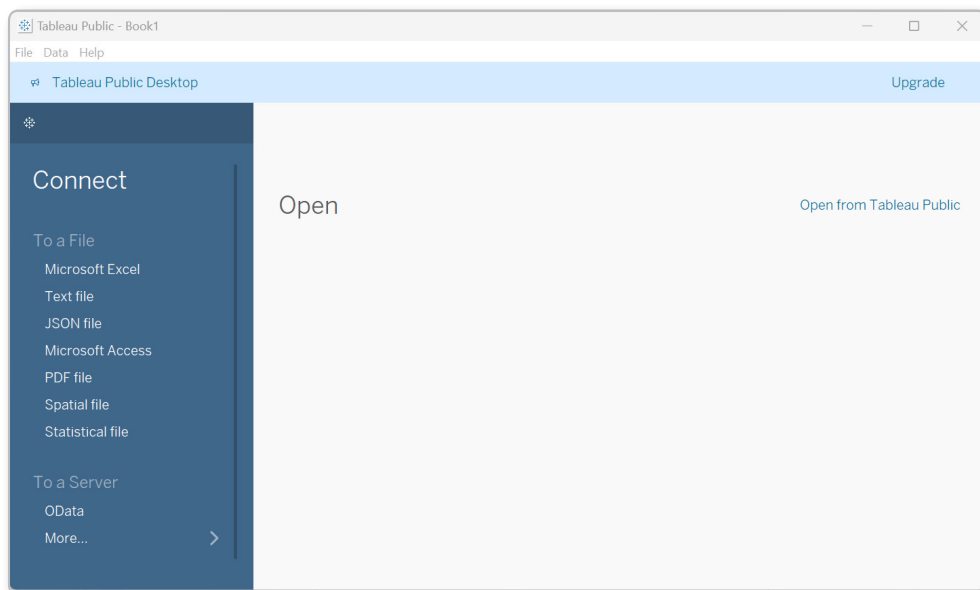 Tableau Public - Book1
File Data Help
Tableau Public Desktop Upgrade
Connect
Open Open from Tableau Public
To a File
Microsoft Excel
Text file
JSON file
Microsoft Access
PDF file
Spatial file
Statistical file
To a Server
OData
More...